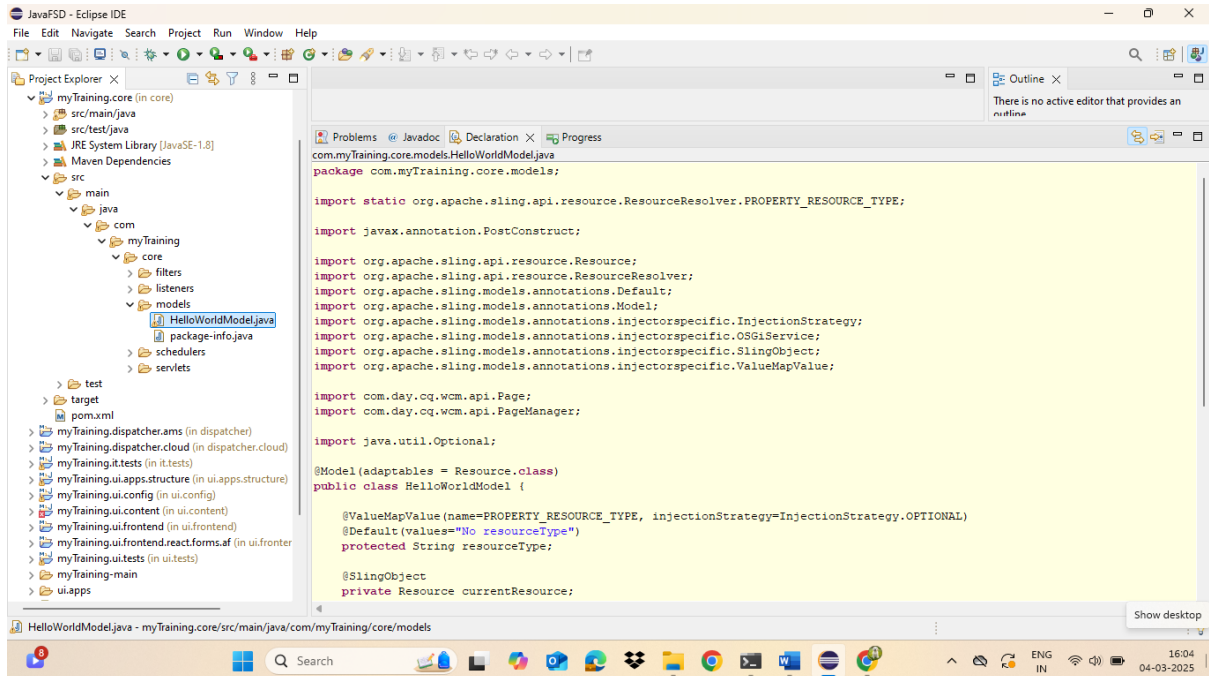 JavaFSD - Eclipse IDE
File Edit Navigate Search Project Run Window Help
Project Explorer
myTraining.core (in core)
src/main/java
src/test/java
JRE System Library [JavaSE-1.8]
Maven Dependencies
src
main
java
com
myTraining
core
filters
listeners
models
HelloWorldModel.java
package-info.java
schedulers
servlets
test
target
pom.xml
myTraining.dispatcher.ams (in dispatcher)
myTraining.dispatcher.cloud (in dispatcher.cloud)
myTraining.it.tests (in it.tests)
myTraining.ui.apps.structure (in ui.apps.structure)
myTraining.ui.config (in ui.config)
myTraining.ui.content (in ui.content)
myTraining.ui.frontend (in ui.frontend)
myTraining.ui.frontend.react.forms.af (in ui.fronter
myTraining.ui.tests (in ui.tests)
myTraining-main
ui.apps
Problems @ Javadoc Declaration Progress
com.myTraining.core.models.HelloWorldModel.java
package com.myTraining.core.models;
import static org.apache.sling.api.resource.ResourceResolver.PROPERTY_RESOURCE_TYPE;
import javax.annotation.PostConstruct;
import org.apache.sling.api.resource.Resource;
import org.apache.sling.api.resource.ResourceResolver;
import org.apache.sling.models.annotations.Default;
import org.apache.sling.models.annotations.Model;
import org.apache.sling.models.annotations.injectorspecific.InjectionStrategy;
import org.apache.sling.models.annotations.injectorspecific.OSGiService;
import org.apache.sling.models.annotations.injectorspecific.SlingObject;
import org.apache.sling.models.annotations.injectorspecific.ValueMapValue;
import com.day.cq.wcm.api.Page;
import com.day.cq.wcm.api.PageManager;
import java.util.Optional;
@Model(adaptables = Resource.class)
public class HelloWorldModel {
@ValueMapValue(name=PROPERTY_RESOURCE_TYPE, injectionStrategy=InjectionStrategy.OPTIONAL)
@Default(values="No resourceType")
protected String resourceType;
@SlingObject
private Resource currentResource;
Outline
There is no active editor that provides an
outline.
HelloWorldModel.java - myTraining.core/src/main/java/com/myTraining/core/models
Show desktop
8
Search
ENG
IN
16:04
04-03-2025